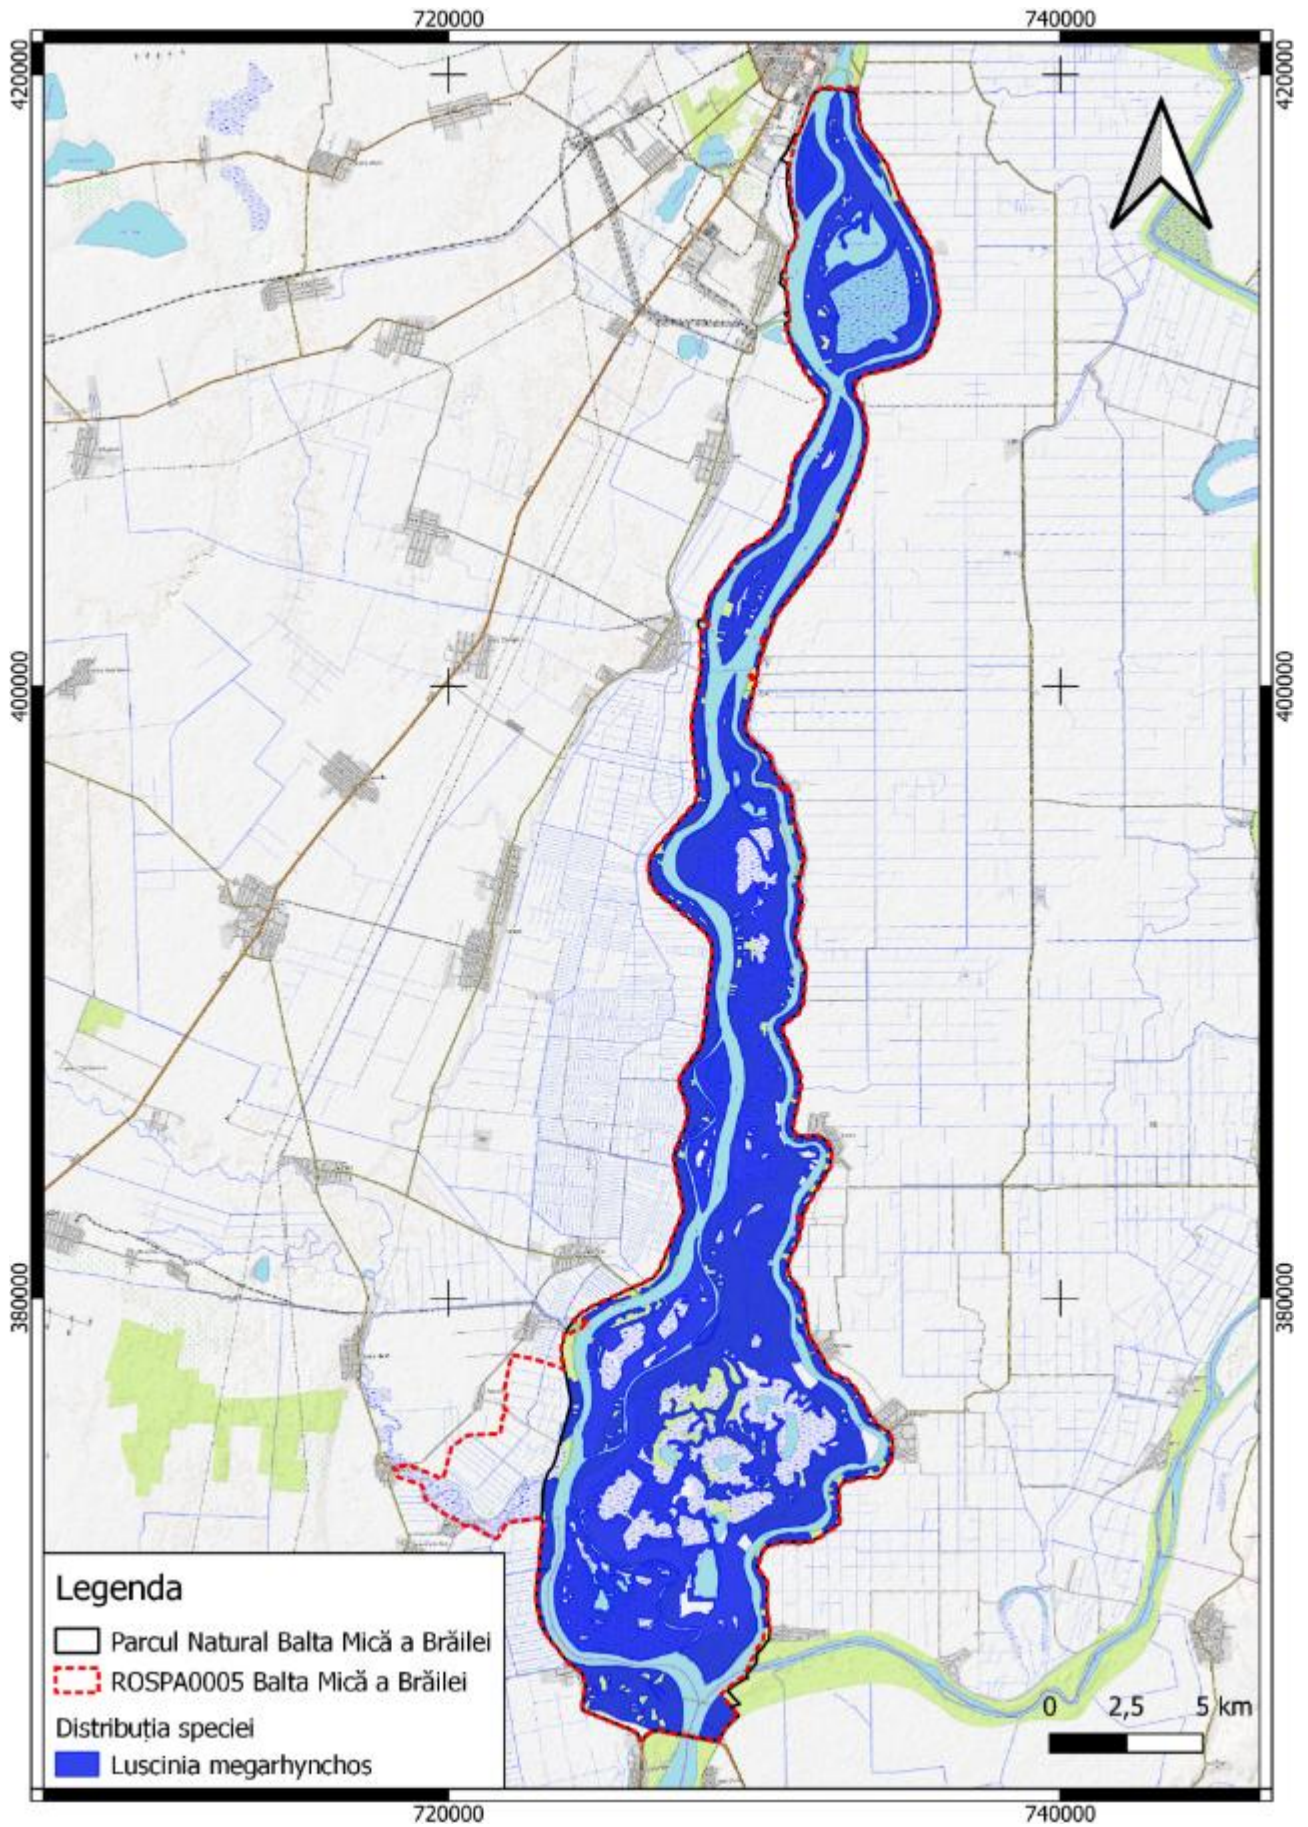 720000
740000
420000
420000
400000
400000
380000
380000
Legenda
Parcul Natural Balta Mică a Brăilei
ROSPA0005 Balta Mică a Brăilei
Distribuția speciei
Luscinia megarhynchos
0 2,5 5 km
720000
740000